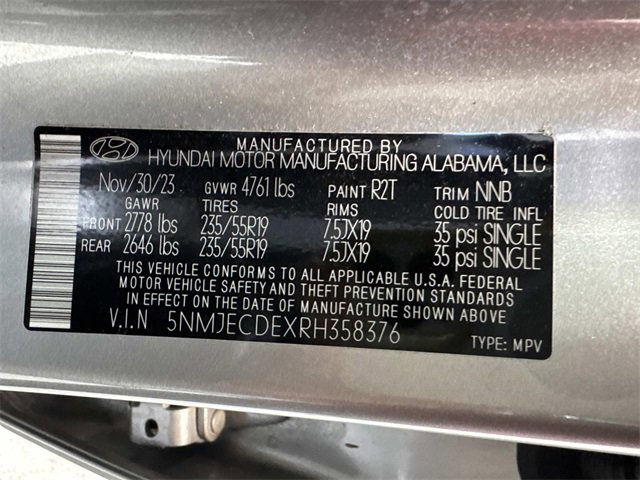 MANUFACTURED BY
HYUNDAI MOTOR MANUFACTURING ALABAMA, LLC
Nov/30/23 GVWR 4761 lbs PAINT R2T TRIM NNB
GAWR TIRES RIMS COLD TIRE INFL
FRONT 2778 lbs 235/55R19 7.5JX19 35 psi SINGLE
REAR 2646 lbs 235/55R19 7.5JX19 35 psi SINGLE
THIS VEHICLE CONFORMS TO ALL APPLICABLE U.S.A. FEDERAL
MOTOR VEHICLE SAFETY AND THEFT PREVENTION STANDARDS
IN EFFECT ON THE DATE OF MANUFACTURE SHOWN ABOVE
V.I.N 5NMJECDEXRH358376 TYPE: MPV